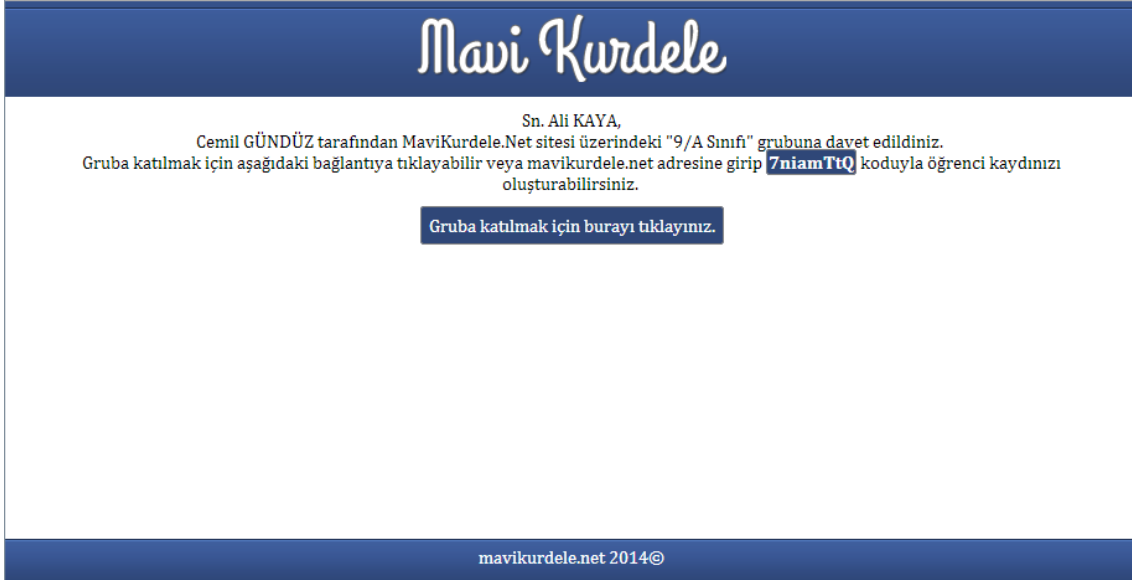 Mavi Kurdele
Sn. Ali KAYA,
Cemil GÜNDÜZ tarafından MaviKurdele.Net sitesi üzerindeki "9/A Sınıfı" grubuna davet edildiniz.
Gruba katılmak için aşağıdaki bağlantıya tıklayabilir veya mavikurdele.net adresine girip 7niamTtQ koduyla öğrenci kaydınızı
oluşturabilirsiniz.
Gruba katılmak için burayı tıklayınız.
mavikurdele.net 2014©